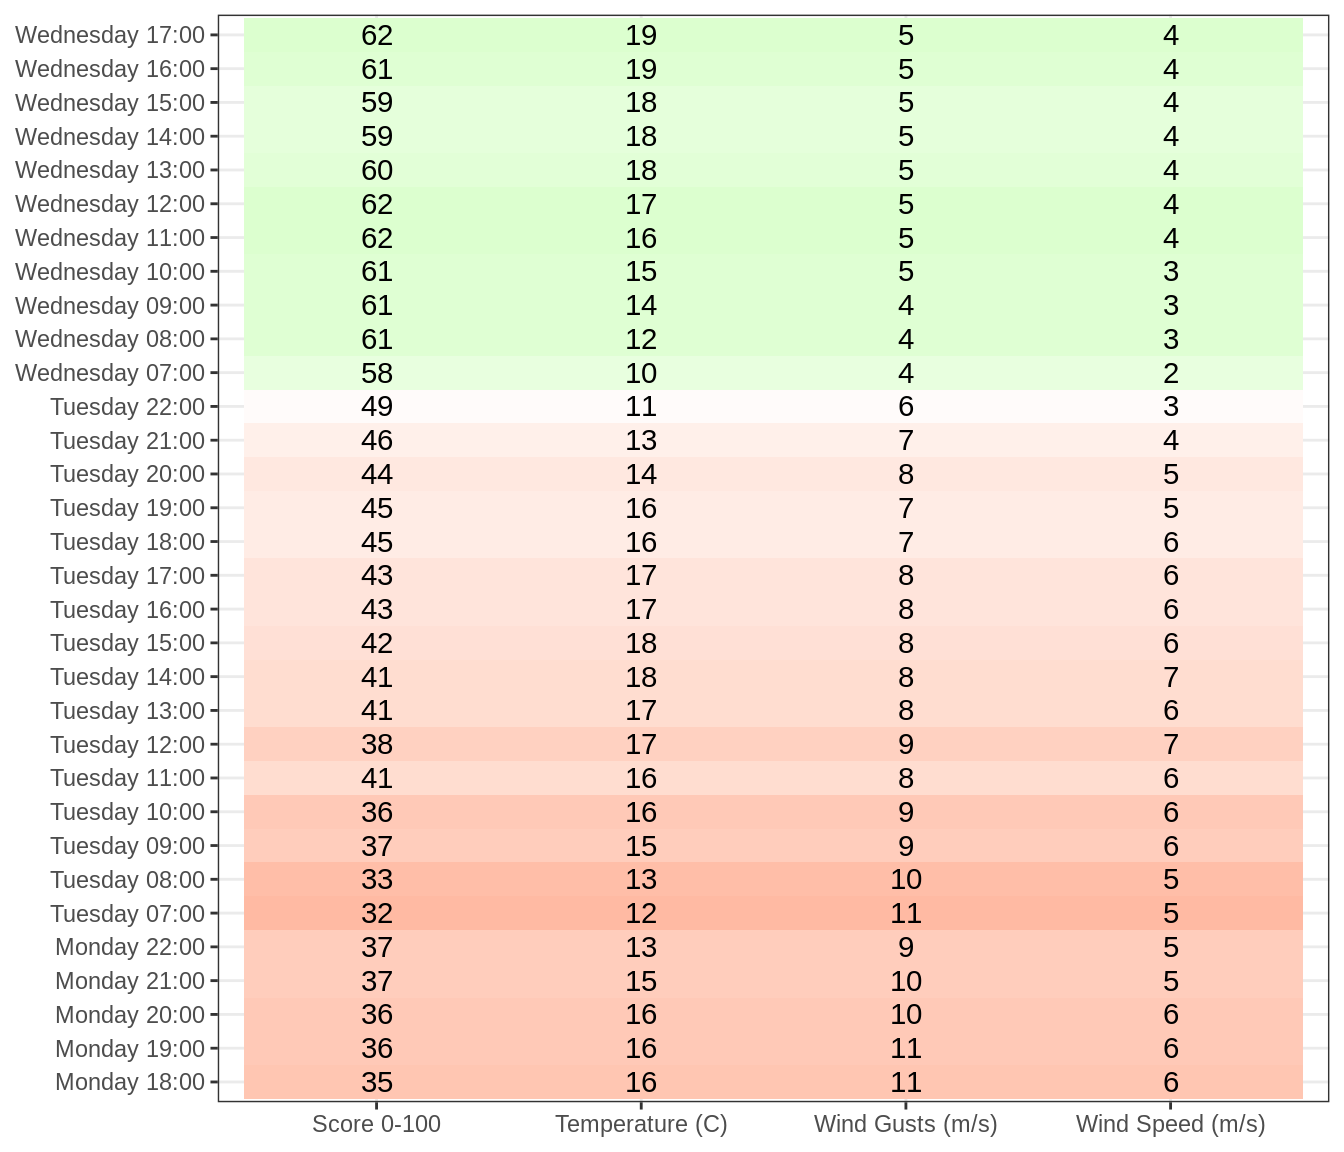 Wednesday 17:00 62 19 5 4
Wednesday 16:00 61 19 5 4
Wednesday 15:00 59 18 5 4
Wednesday 14:00 59 18 5 4
Wednesday 13:00 60 18 5 4
Wednesday 12:00 62 17 5 4
Wednesday 11:00 62 16 5 4
Wednesday 10:00 61 15 5 3
Wednesday 09:00 61 14 4 3
Wednesday 08:00 61 12 4 3
Wednesday 07:00 58 10 4 2
Tuesday 22:00 49 11 6 3
Tuesday 21:00 46 13 7 4
Tuesday 20:00 44 14 8 5
Tuesday 19:00 45 16 7 5
Tuesday 18:00 45 16 7 6
Tuesday 17:00 43 17 8 6
Tuesday 16:00 43 17 8 6
Tuesday 15:00 42 18 8 6
Tuesday 14:00 41 18 8 7
Tuesday 13:00 41 17 8 6
Tuesday 12:00 38 17 9 7
Tuesday 11:00 41 16 8 6
Tuesday 10:00 36 16 9 6
Tuesday 09:00 37 15 9 6
Tuesday 08:00 33 13 10 5
Tuesday 07:00 32 12 11 5
Monday 22:00 37 13 9 5
Monday 21:00 37 15 10 5
Monday 20:00 36 16 10 6
Monday 19:00 36 16 11 6
Monday 18:00 35 16 11 6
Score 0-100 Temperature (C) Wind Gusts (m/s) Wind Speed (m/s)